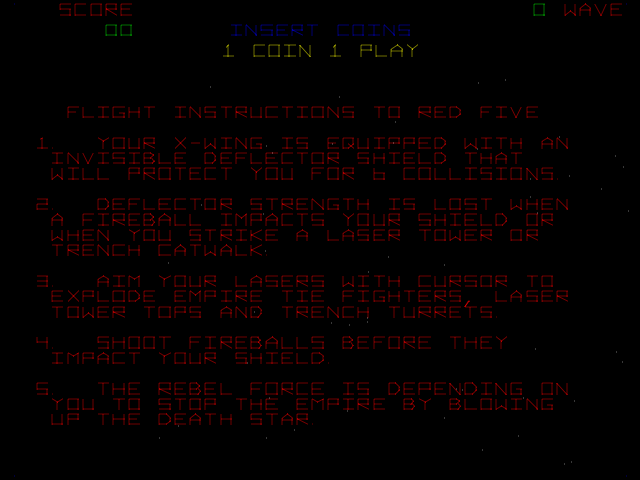 SCORE
0 WAVE
00
INSERT COINS
1 COIN 1 PLAY
FLIGHT INSTRUCTIONS TO RED FIVE
1. YOUR X-WING IS EQUIPPED WITH AN
INVISIBLE DEFLECTOR SHIELD THAT
WILL PROTECT YOU FOR 6 COLLISIONS.
2. DEFLECTOR STRENGTH IS LOST WHEN
A FIREBALL IMPACTS YOUR SHIELD OR
WHEN YOU STRIKE A LASER TOWER OR
TRENCH CATWALK.
3. AIM YOUR LASERS WITH CURSOR TO
EXPLODE EMPIRE TIE FIGHTERS, LASER
TOWER TOPS AND TRENCH TURRETS.
4. SHOOT FIREBALLS BEFORE THEY
IMPACT YOUR SHIELD.
5. THE REBEL FORCE IS DEPENDING ON
YOU TO STOP THE EMPIRE BY BLOWING
UP THE DEATH STAR.